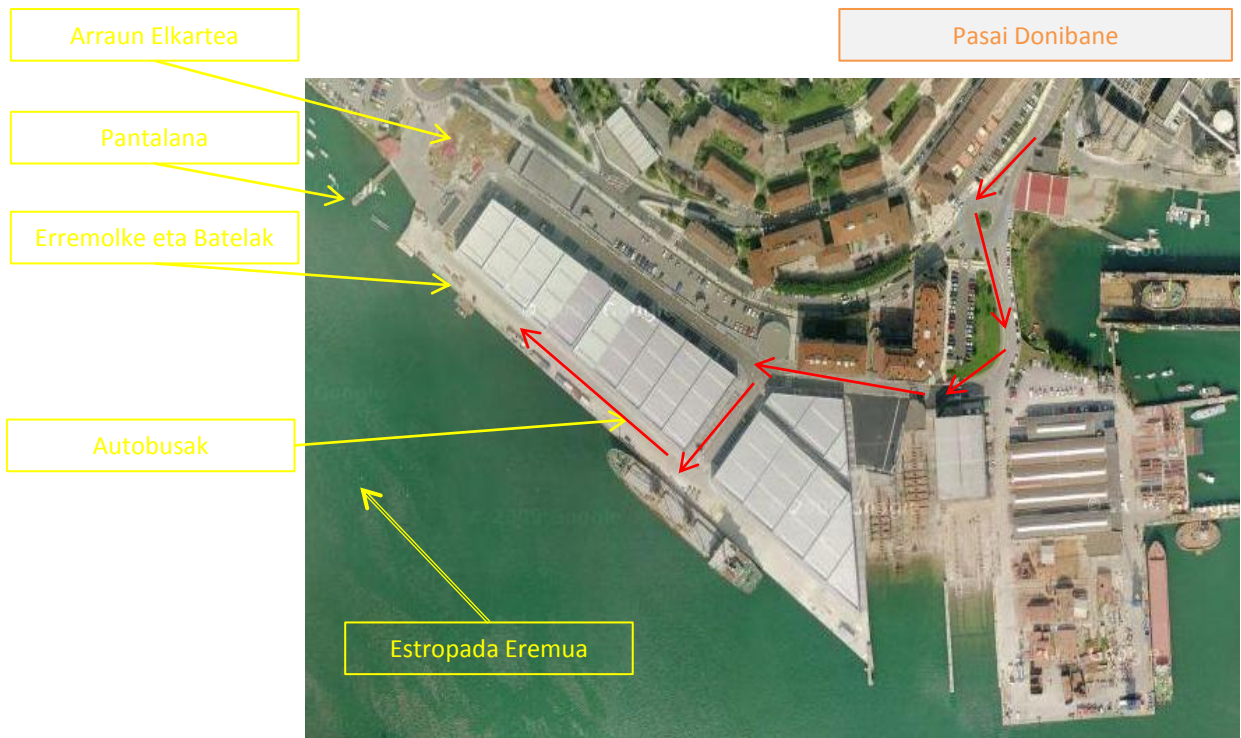 Arraun Elkartea
Pasai Donibane
Pantalana
Erremolke eta Batelak
Autobusak
Estropada Eremua